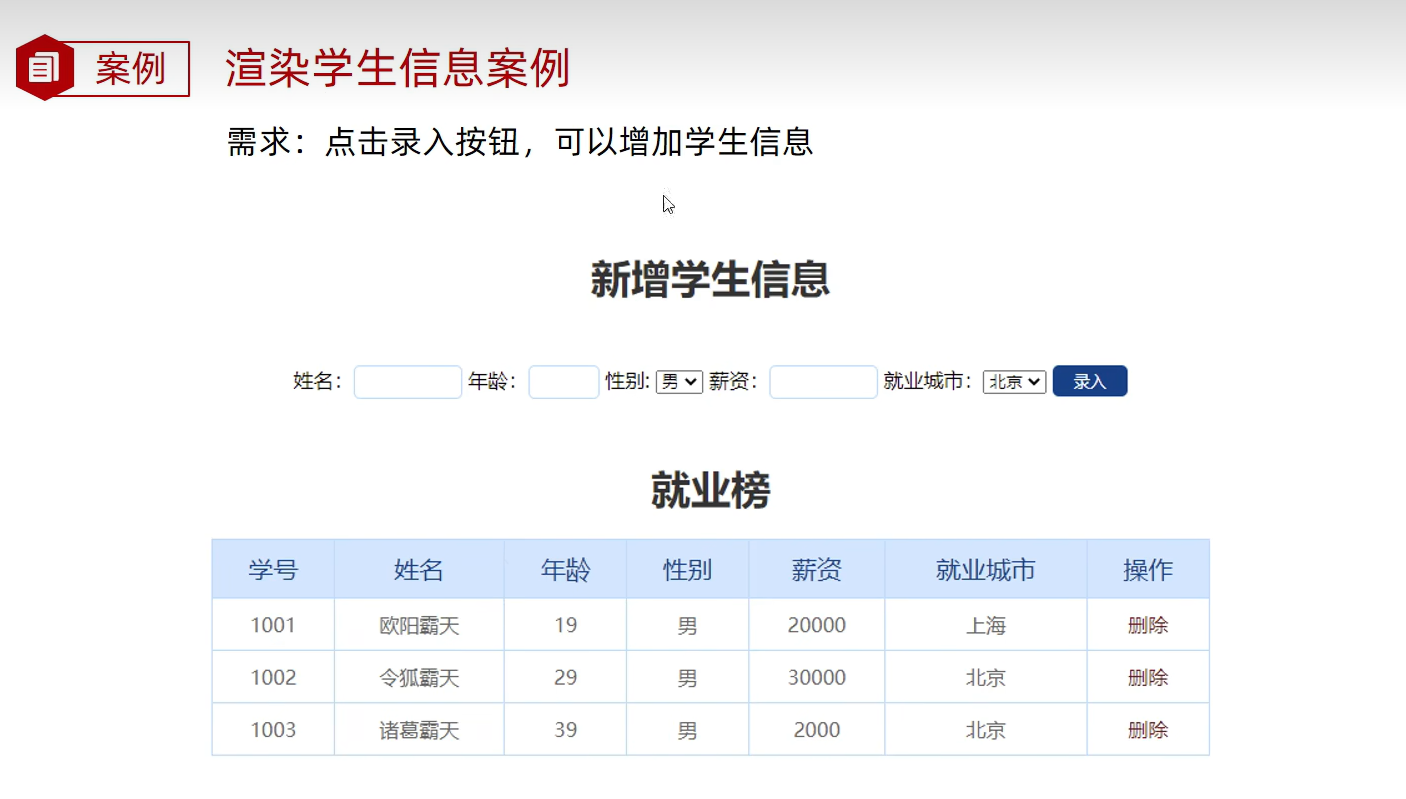 案例 渲染学生信息案例
需求：点击录入按钮，可以增加学生信息
新增学生信息
姓名： 年龄： 性别: 男 薪资： 就业城市： 北京 录入
就业榜
学号 姓名 年龄 性别 薪资 就业城市 操作
1001 欧阳霸天 19 男 20000 上海 删除
1002 令狐霸天 29 男 30000 北京 删除
1003 诸葛霸天 39 男 2000 北京 删除